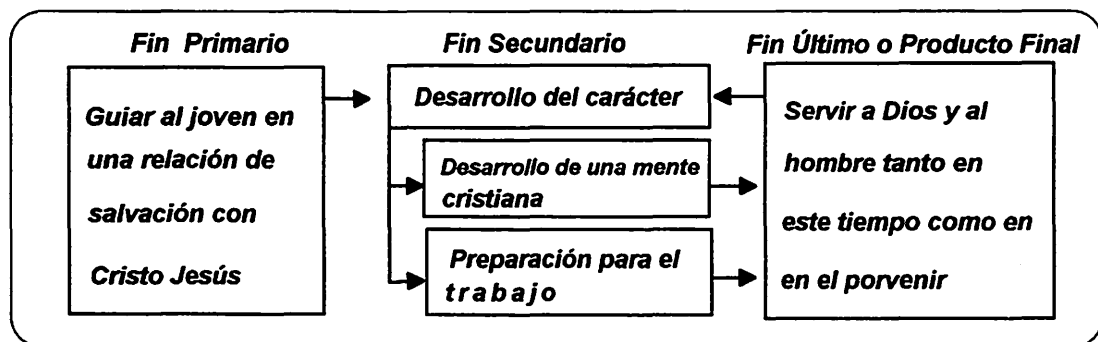 Fin Primario
Guiar al joven en
una relación de
salvación con
Cristo Jesús
Fin Secundario
Desarrollo del carácter
Desarrollo de una mente
cristiana
Preparación para el
trabajo
Fin Último o Producto Final
Servir a Dios y al
hombre tanto en
este tiempo como en
en el porvenir